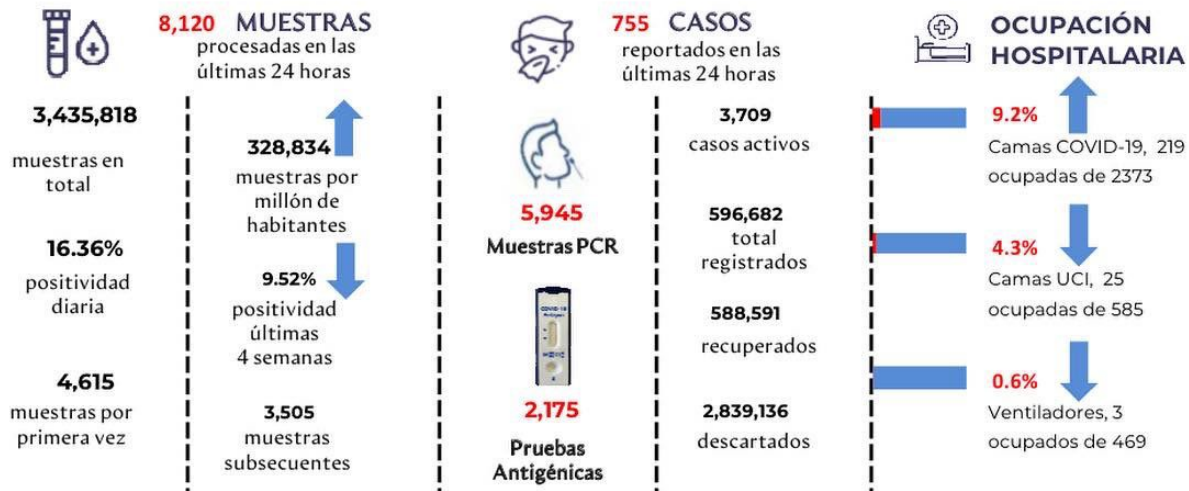 8,120 MUESTRAS
procesadas en las
últimas 24 horas
3,435,818
muestras en
total
16.36%
positividad
diaria
4,615
muestras por
primera vez
328,834
muestras por
millón de
habitantes
9.52%
positividad
últimas
4 semanas
3,505
muestras
subsecuentes
755 CASOS
reportados en las
últimas 24 horas
5,945
Muestras PCR
COVID-19
2,175
Pruebas
Antigénicas
3,709
casos activos
596,682
total
registrados
588,591
recuperados
2,839,136
descartados
OCUPACIÓN
HOSPITALARIA
9.2%
Camas COVID-19, 219
ocupadas de 2373
4.3%
Camas UCI, 25
ocupadas de 585
0.6%
Ventiladores, 3
ocupados de 469